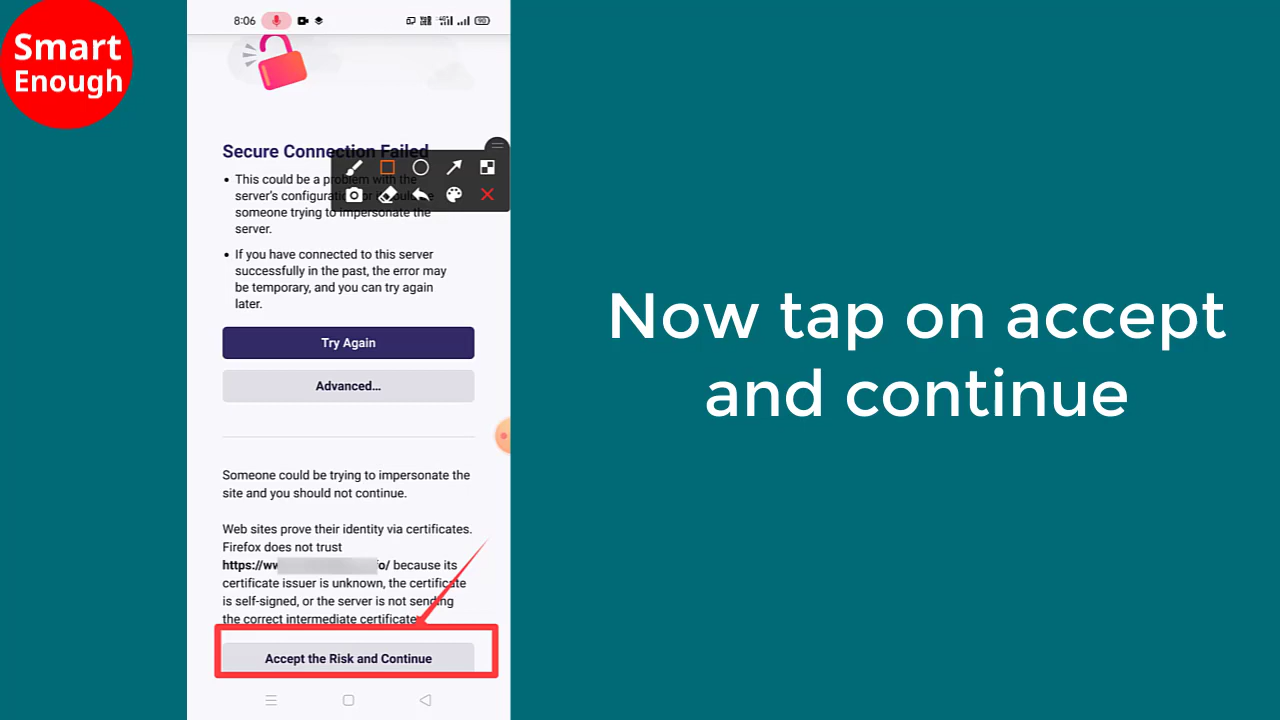 Smart
Enough
8:06
90
Secure Connection Failed
• This could be a problem with the
server's configuration or it could be
someone trying to impersonate the
server.
• If you have connected to this server
successfully in the past, the error may
be temporary, and you can try again
later.
Try Again
Advanced...
Someone could be trying to impersonate the
site and you should not continue.
Web sites prove their identity via certificates.
Firefox does not trust
https://ww o/ because its
certificate issuer is unknown, the certificate
is self-signed, or the server is not sending
the correct intermediate certificate
Accept the Risk and Continue
Now tap on accept
and continue